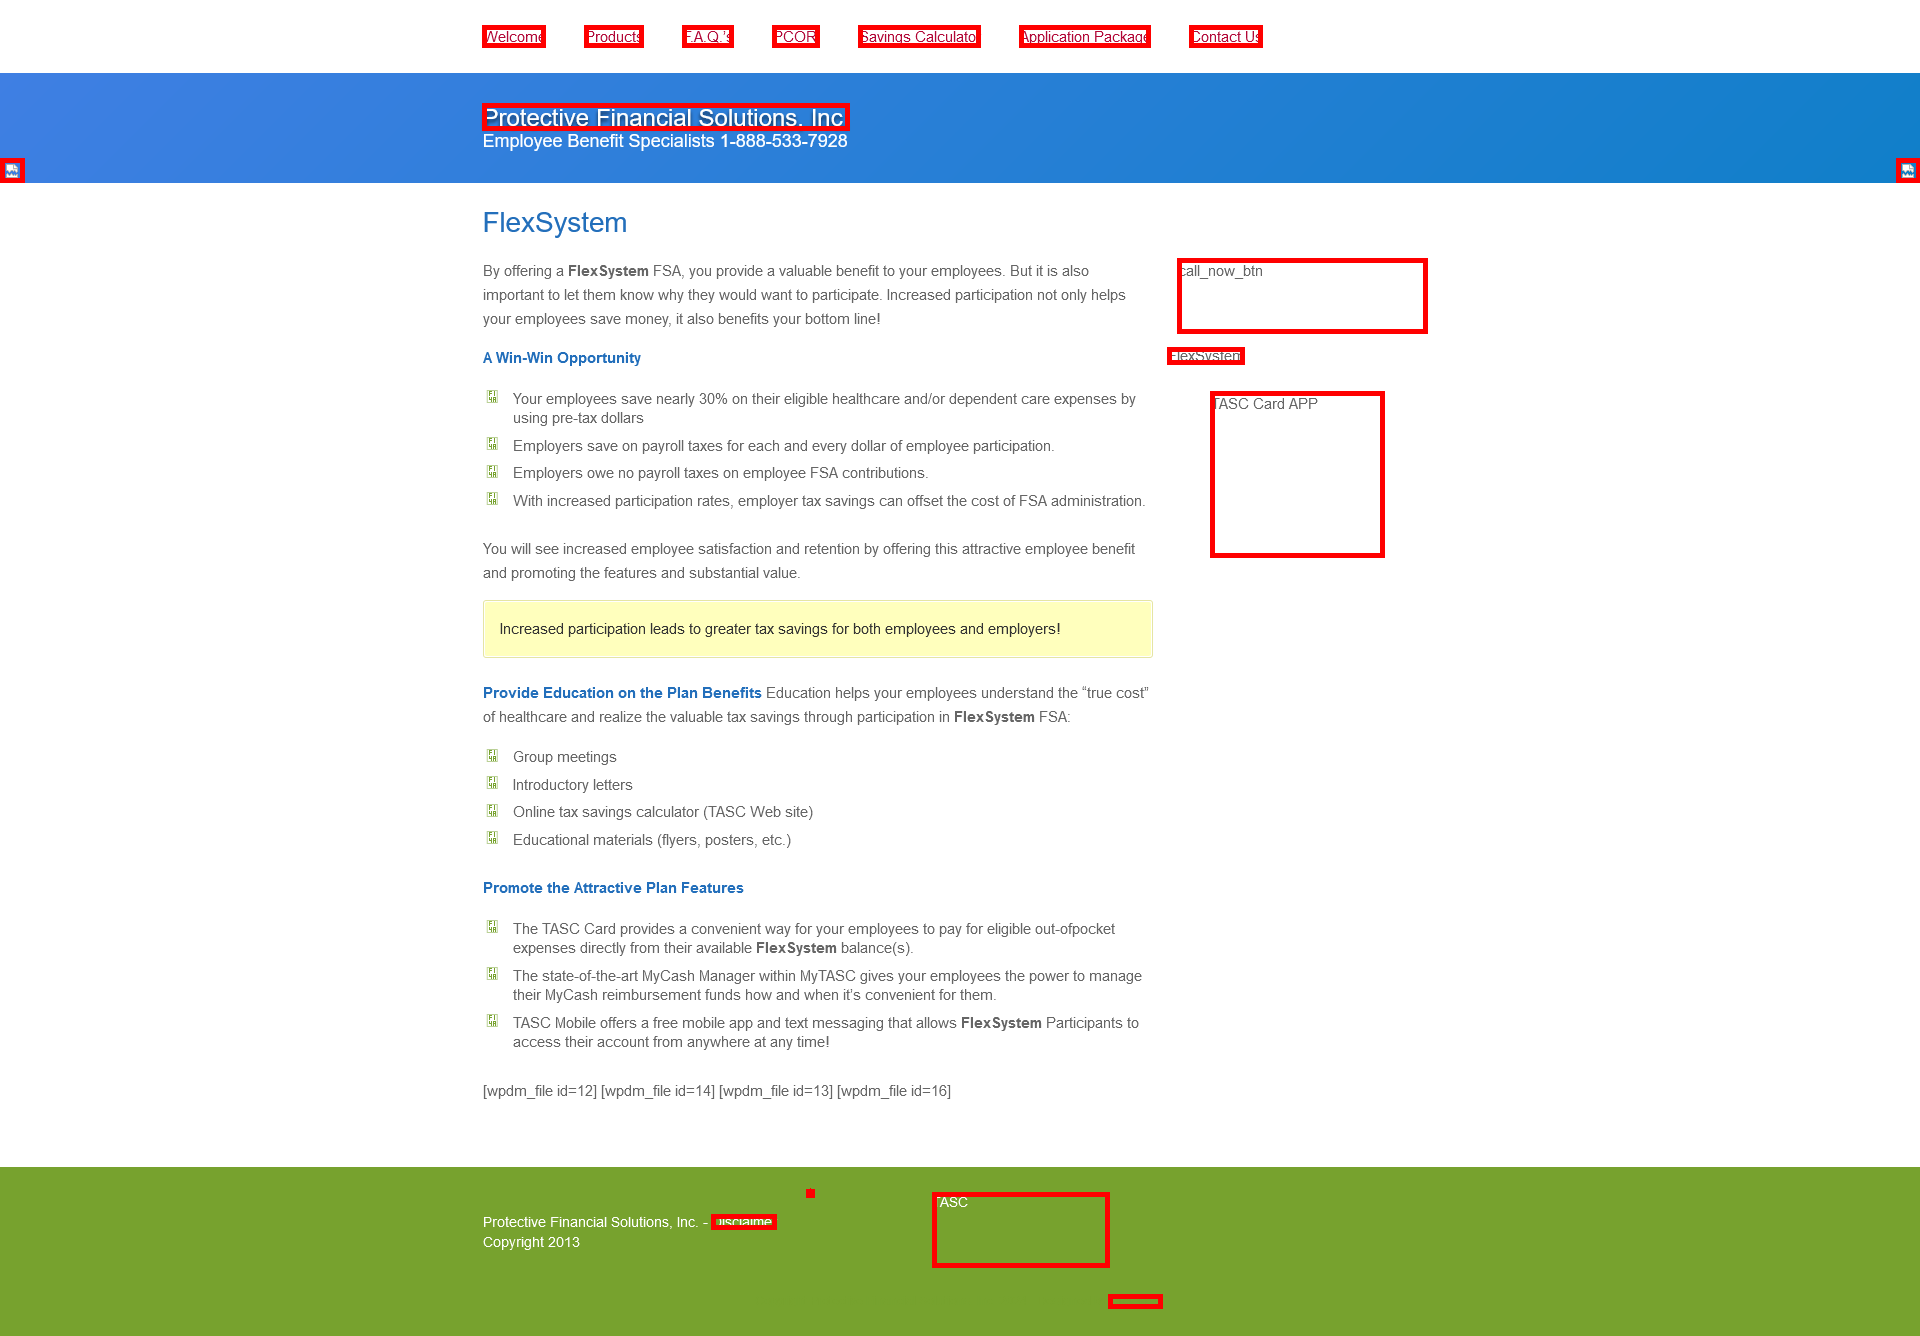 Welcome
Products
F.A.Q.'s
PCORI
Savings Calculator
Application Package
Contact Us
Protective Financial Solutions, Inc
Employee Benefit Specialists 1-888-533-7928
FlexSystem
By offering a FlexSystem FSA, you provide a valuable benefit to your employees. But it is also
important to let them know why they would want to participate. Increased participation not only helps
your employees save money, it also benefits your bottom line!
call_now_btn
A Win-Win Opportunity
FlexSystem
Your employees save nearly 30% on their eligible healthcare and/or dependent care expenses by
using pre-tax dollars
TASC Card APP
Employers save on payroll taxes for each and every dollar of employee participation.
Employers owe no payroll taxes on employee FSA contributions.
With increased participation rates, employer tax savings can offset the cost of FSA administration.
You will see increased employee satisfaction and retention by offering this attractive employee benefit
and promoting the features and substantial value.
Increased participation leads to greater tax savings for both employees and employers!
Provide Education on the Plan Benefits Education helps your employees understand the “true cost”
of healthcare and realize the valuable tax savings through participation in FlexSystem FSA:
Group meetings
Introductory letters
Online tax savings calculator (TASC Web site)
Educational materials (flyers, posters, etc.)
Promote the Attractive Plan Features
The TASC Card provides a convenient way for your employees to pay for eligible out-ofpocket
expenses directly from their available FlexSystem balance(s).
The state-of-the-art MyCash Manager within MyTASC gives your employees the power to manage
their MyCash reimbursement funds how and when it’s convenient for them.
TASC Mobile offers a free mobile app and text messaging that allows FlexSystem Participants to
access their account from anywhere at any time!
[wpdm_file id=12] [wpdm_file id=14] [wpdm_file id=13] [wpdm_file id=16]
TASC
Protective Financial Solutions, Inc. - Disclaimer
Copyright 2013